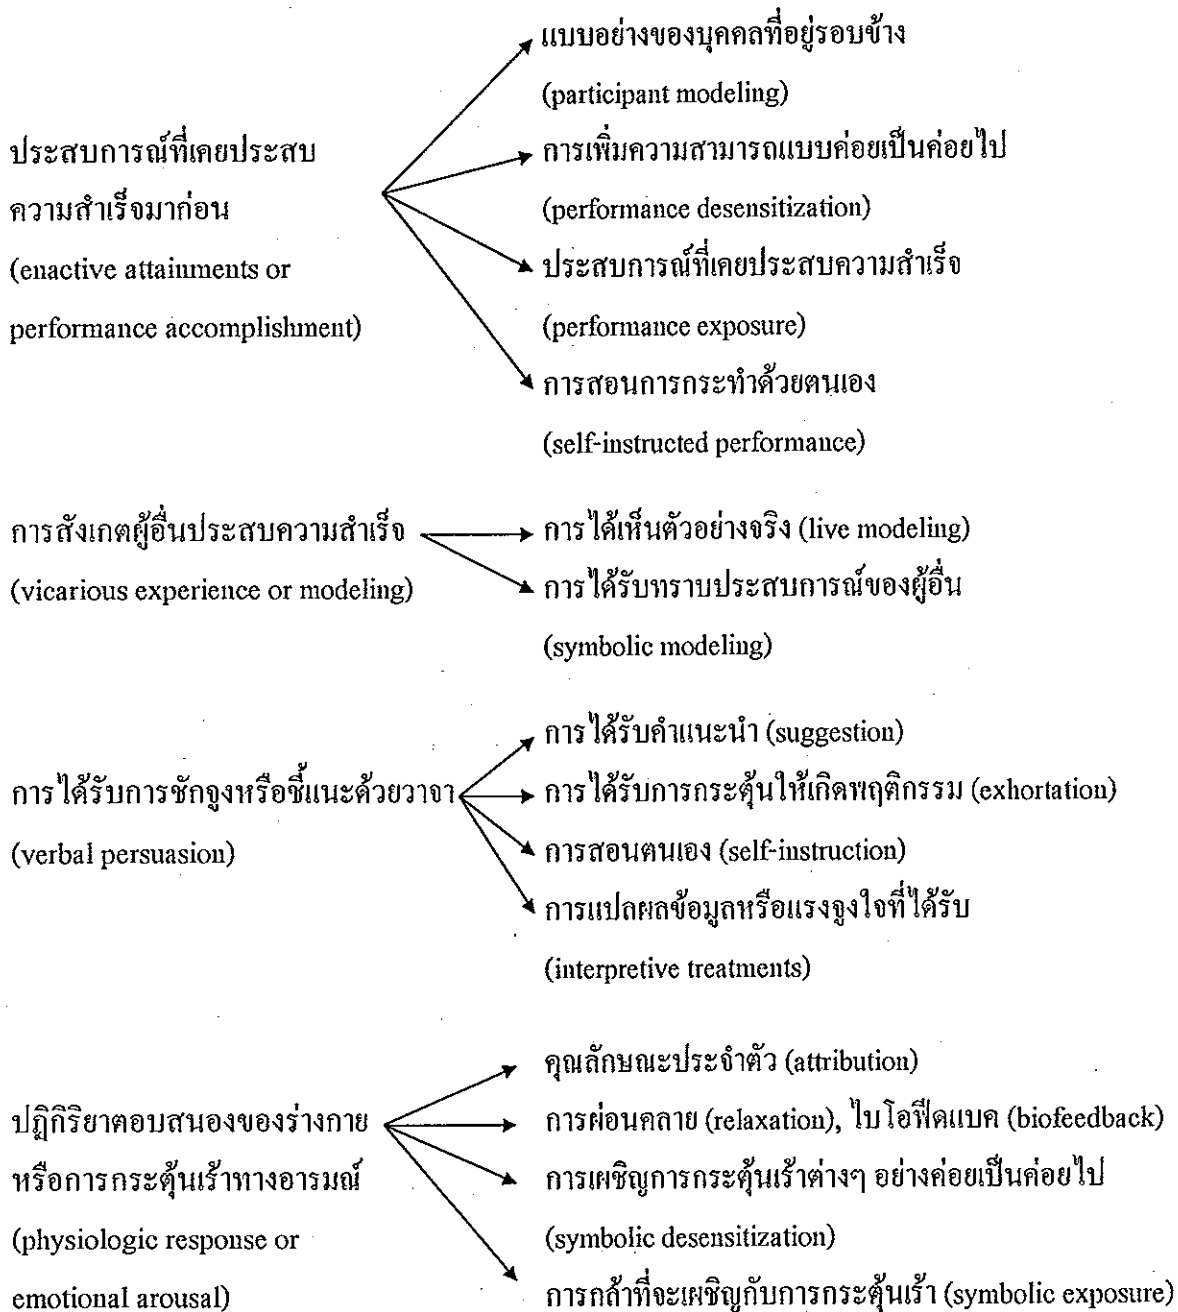 แบบอย่างของบุคคลที่อยู่รอบข้าง
(participant modeling)
ประสบการณ์ที่เคยประสบ
ความสำเร็จมาก่อน
(enactive attainments or
performance accomplishment)
การเพิ่มความสามารถแบบค่อยเป็นค่อยไป
(performance desensitization)
ประสบการณ์ที่เคยประสบความสำเร็จ
(performance exposure)
การสอนการกระทำด้วยตนเอง
(self-instructed performance)
การสังเกตผู้อื่นประสบความสำเร็จ
(vicarious experience or modeling)
การได้เห็นตัวอย่างจริง (live modeling)
การได้รับทราบประสบการณ์ของผู้อื่น
(symbolic modeling)
การได้รับการชักจูงหรือชี้แนะด้วยวาจา
(verbal persuasion)
การได้รับคำแนะนำ (suggestion)
การได้รับการกระตุ้นให้เกิดพฤติกรรม (exhortation)
การสอนตนเอง (self-instruction)
การแปลผลข้อมูลหรือแรงจูงใจที่ได้รับ
(interpretive treatments)
ปฏิกิริยาตอบสนองของร่างกาย
หรือการกระตุ้นเร้าทางอารมณ์
(physiologic response or
emotional arousal)
คุณลักษณะประจำตัว (attribution)
การผ่อนคลาย (relaxation), ไบโอฟีดแบค (biofeedback)
การเผชิญการกระตุ้นเร้าต่างๆ อย่างค่อยเป็นค่อยไป
(symbolic desensitization)
การกล้าที่จะเผชิญกับการกระตุ้นเร้า (symbolic exposure)